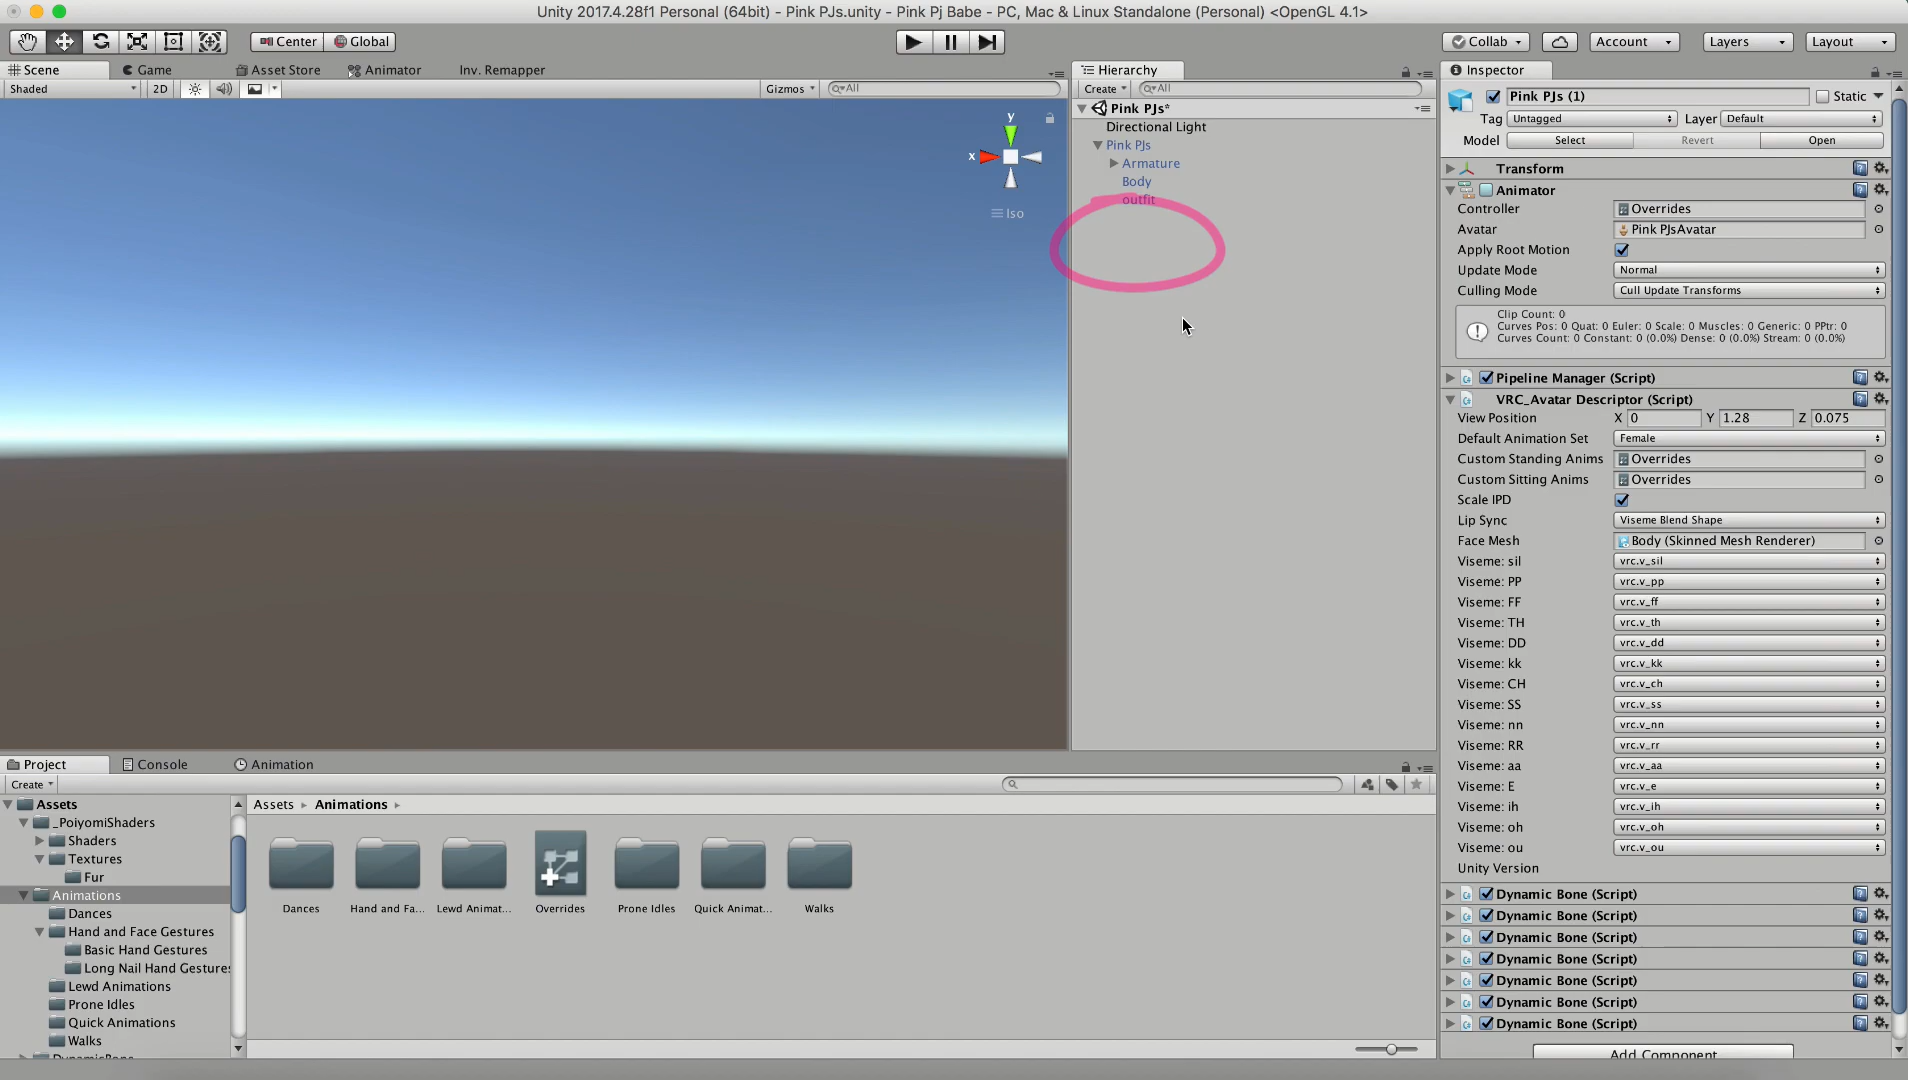 Unity 2017.4.28f1 Personal (64bit) - Pink PJs.unity - Pink Pj Babe - PC, Mac & Linux Standalone (Personal) <OpenGL 4.1>
Center Global
Collab Account Layers Layout
Scene Game Asset Store Animator Inv. Remapper
Shaded 2D Gizmos All
y
x
Iso
Hierarchy
Create All
Pink PJs*
Directional Light
Pink PJs
Armature
Body
outfit
Inspector
Pink PJs (1) Static
Tag Untagged Layer Default
Model Select Revert Open
Transform
Animator
Controller Overrides
Avatar Pink PJsAvatar
Apply Root Motion
Update Mode Normal
Culling Mode Cull Update Transforms
Clip Count: 0
Curves Pos: 0 Quat: 0 Euler: 0 Scale: 0 Muscles: 0 Generic: 0 PPtr: 0
Curves Count: 0 Constant: 0 (0.0%) Dense: 0 (0.0%) Stream: 0 (0.0%)
Pipeline Manager (Script)
VRC_Avatar Descriptor (Script)
View Position X 0 Y 1.28 Z 0.075
Default Animation Set Female
Custom Standing Anims Overrides
Custom Sitting Anims Overrides
Scale IPD
Lip Sync Viseme Blend Shape
Face Mesh Body (Skinned Mesh Renderer)
Viseme: sil vrc.v_sil
Viseme: PP vrc.v_pp
Viseme: FF vrc.v_ff
Viseme: TH vrc.v_th
Viseme: DD vrc.v_dd
Viseme: kk vrc.v_kk
Viseme: CH vrc.v_ch
Viseme: SS vrc.v_ss
Viseme: nn vrc.v_nn
Viseme: RR vrc.v_rr
Viseme: aa vrc.v_aa
Viseme: E vrc.v_e
Viseme: ih vrc.v_ih
Viseme: oh vrc.v_oh
Viseme: ou vrc.v_ou
Unity Version
Dynamic Bone (Script)
Dynamic Bone (Script)
Dynamic Bone (Script)
Dynamic Bone (Script)
Dynamic Bone (Script)
Dynamic Bone (Script)
Dynamic Bone (Script)
Add Component
Project Console Animation
Create
Assets
_PoiyomiShaders
Shaders
Textures
Fur
Animations
Dances
Hand and Face Gestures
Basic Hand Gestures
Long Nail Hand Gestures
Lewd Animations
Prone Idles
Quick Animations
Walks
DynamicBone
Assets Animations
Dances Hand and Fa... Lewd Animat... Overrides Prone Idles Quick Animat... Walks